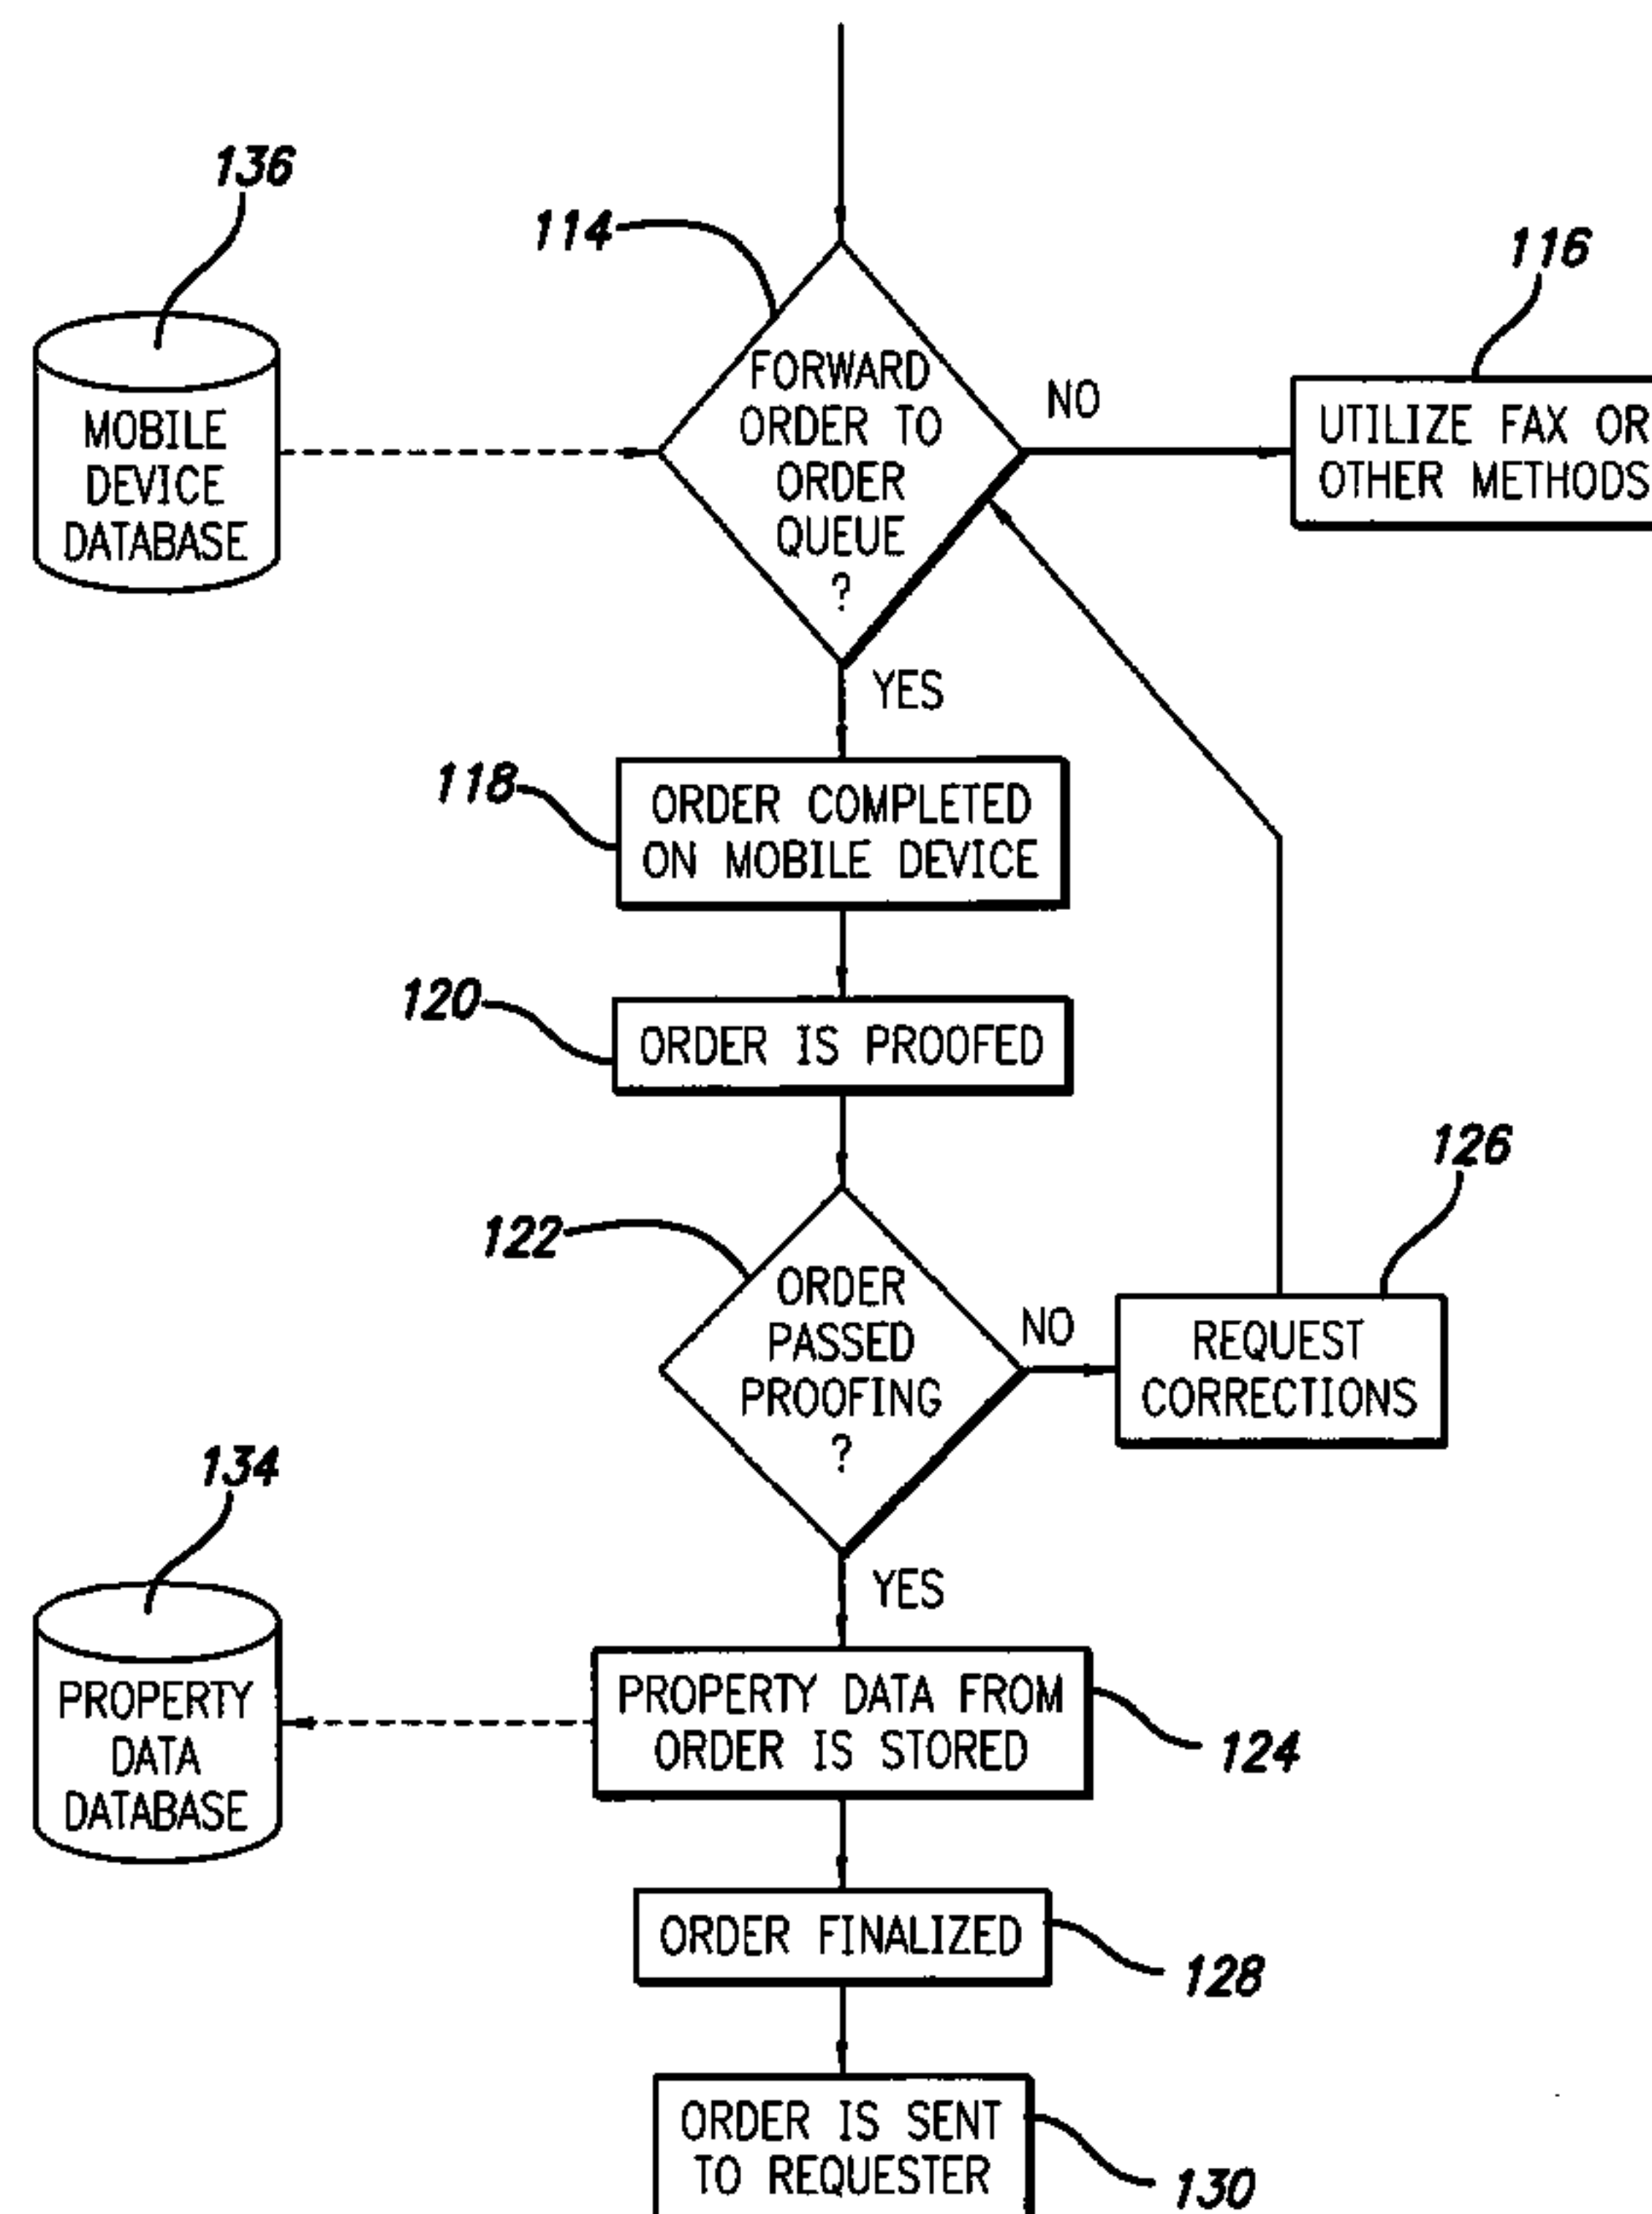 136
114
116
MOBILE
DEVICE
DATABASE
FORWARD
ORDER TO
ORDER
QUEUE
?
NO
UTILIZE FAX OR
OTHER METHODS
YES
118
ORDER COMPLETED
ON MOBILE DEVICE
120
ORDER IS PROOFED
126
122
ORDER
PASSED
PROOFING
?
NO
REQUEST
CORRECTIONS
134
YES
PROPERTY
DATA
DATABASE
PROPERTY DATA FROM
ORDER IS STORED
124
ORDER FINALIZED
128
ORDER IS SENT
TO REQUESTER
130